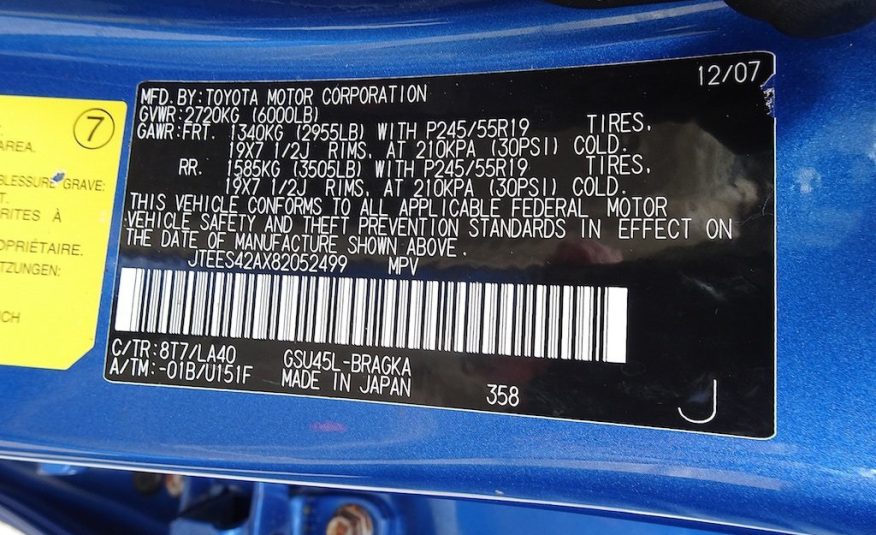 7
AREA.
BLESSURE GRAVE:
T.
RITES À
OPRIÉTAIRE.
TZUNGEN:
UCH
12/07
MFD.BY:TOYOTA MOTOR CORPORATION
GVWR:2720KG (6000LB)
GAWR:FRT. 1340KG (2955LB) WITH P245/55R19 TIRES,
19X7 1/2J RIMS, AT 210KPA (30PSI) COLD.
RR. 1585KG (3505LB) WITH P245/55R19 TIRES,
19X7 1/2J RIMS, AT 210KPA (30PSI) COLD.
THIS VEHICLE CONFORMS TO ALL APPLICABLE FEDERAL MOTOR
VEHICLE SAFETY AND THEFT PREVENTION STANDARDS IN EFFECT ON
THE DATE OF MANUFACTURE SHOWN ABOVE.
JTEES42AX82052499 MPV
C/TR:8T7/LA40 GSU45L-BRAGKA
A/TM:-01B/U151F MADE IN JAPAN 358 J